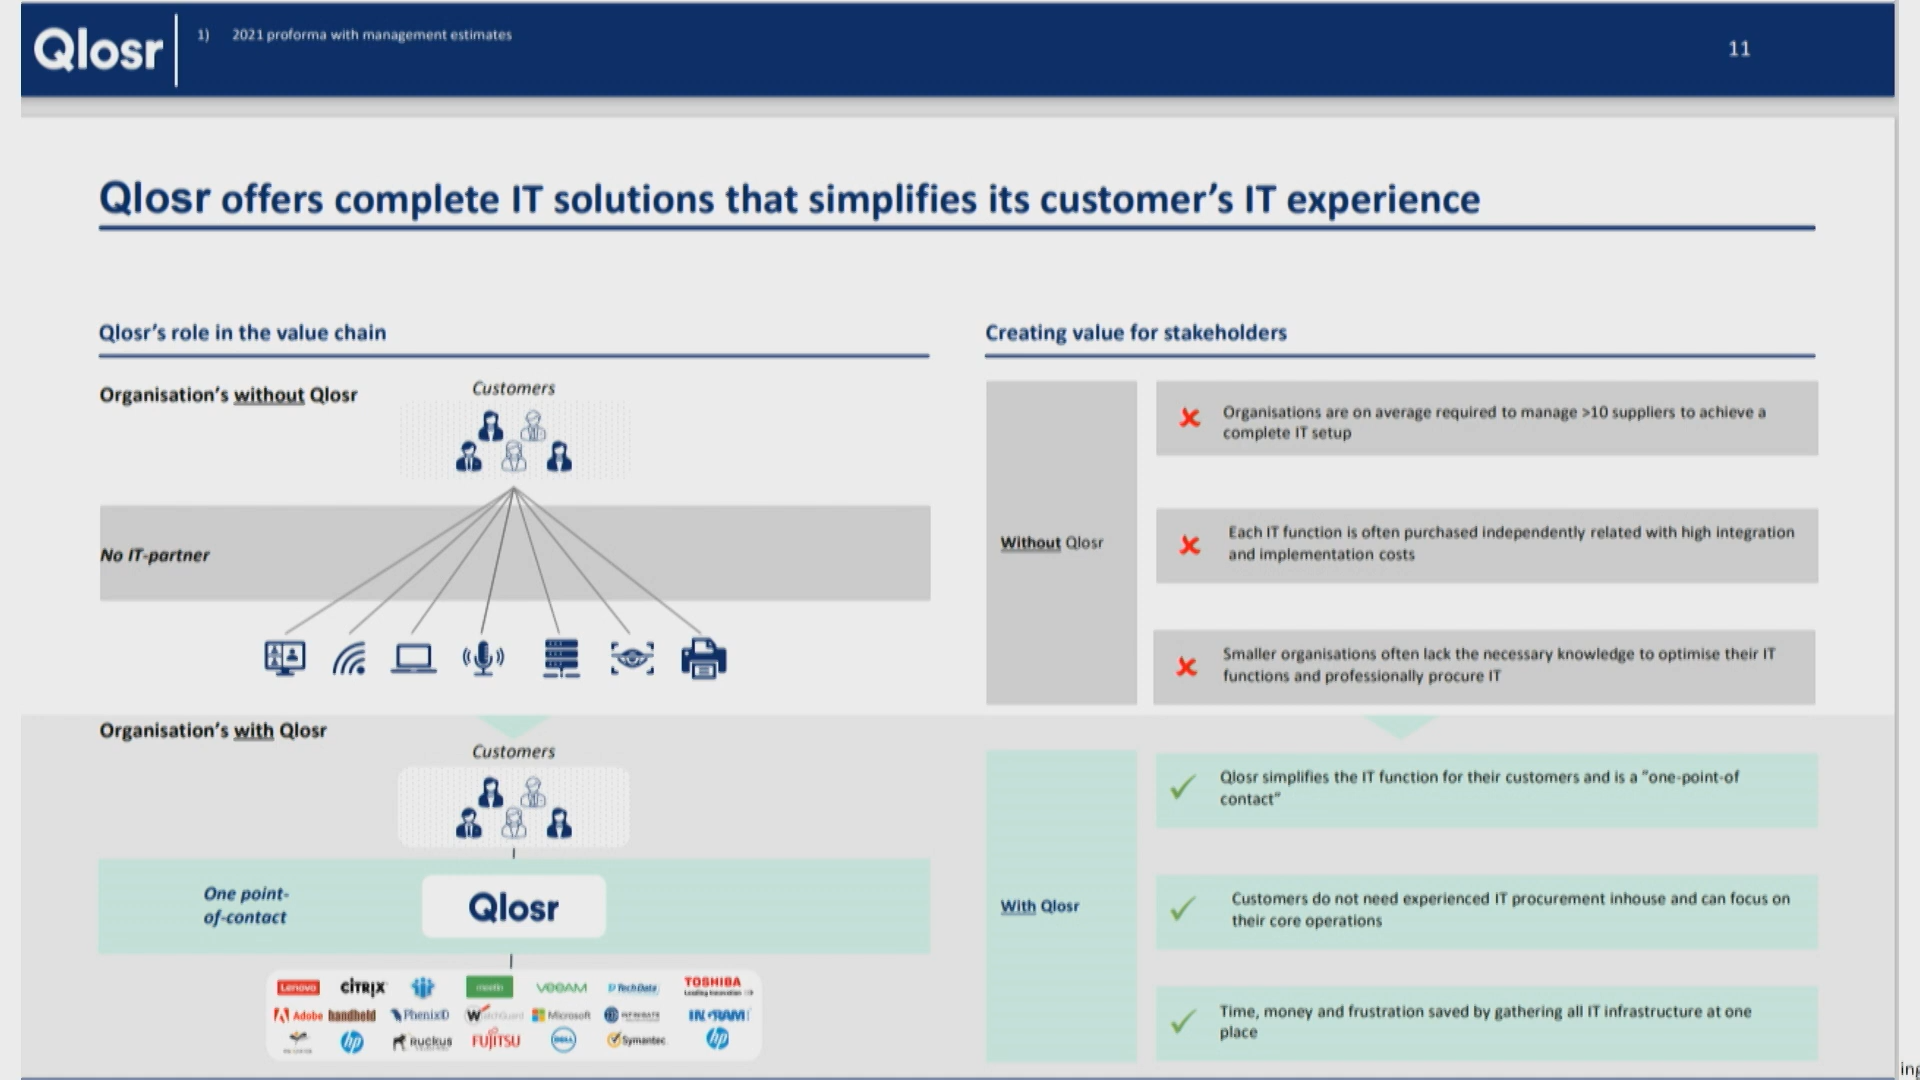 Qlosr
1) 2021 proforma with management estimates
11
Qlosr offers complete IT solutions that simplifies its customer's IT experience
Qlosr's role in the value chain
Organisation's without Qlosr
Customers
No IT-partner
Organisation's with Qlosr
Customers
One point-
of-contact
Qlosr
Lenovo CITRIX VEEAM Tech Data TOSHIBA
Leading Innovation
Adobe handheld PhenixID WatchGuard Microsoft
hp RUCKUS FUJITSU DELL Symantec hp
Creating value for stakeholders
Without Qlosr
Organisations are on average required to manage >10 suppliers to achieve a
complete IT setup
Each IT function is often purchased independently related with high integration
and implementation costs
Smaller organisations often lack the necessary knowledge to optimise their IT
functions and professionally procure IT
With Qlosr
Qlosr simplifies the IT function for their customers and is a "one-point-of
contact"
Customers do not need experienced IT procurement inhouse and can focus on
their core operations
Time, money and frustration saved by gathering all IT infrastructure at one
place